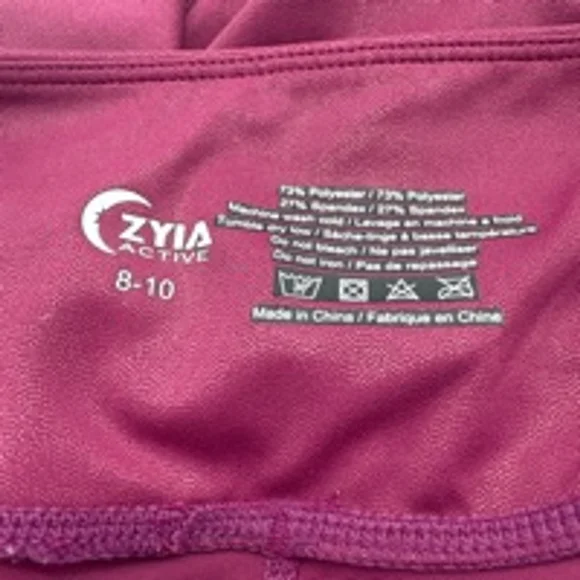 ZYIA
ACTIVE
8-10
73% Polyester / 73% Polyester
27% Spandex / 27% Spandex
Machine wash cold / Lavage en machine a froid
Tumble dry low / Séchage à basse température
Do not bleach / Ne pas javelliser
Do not iron / Pas de repassage
Made in China / Fabrique en Chine